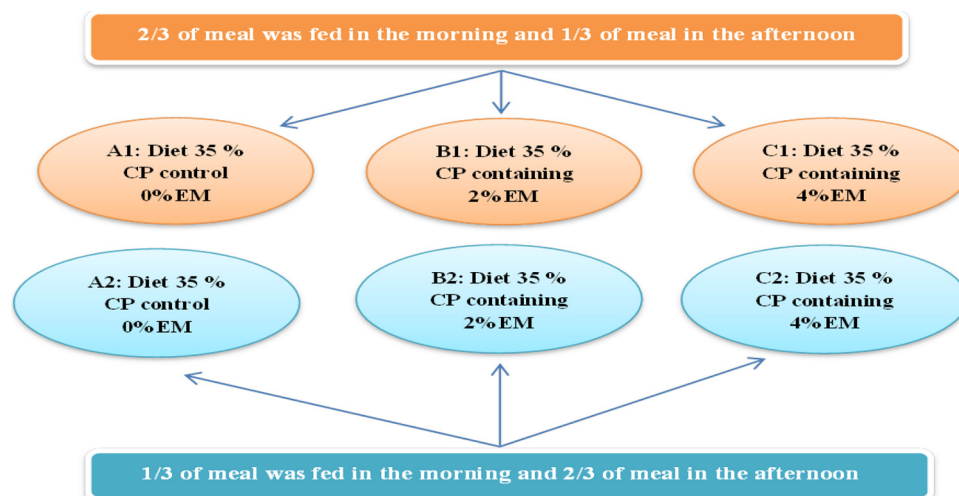 2/3 of meal was fed in the morning and 1/3 of meal in the afternoon
A1: Diet 35 %
CP control
0% EM
B1: Diet 35 %
CP containing
2% EM
C1: Diet 35 %
CP containing
4% EM
A2: Diet 35 %
CP control
0% EM
B2: Diet 35 %
CP containing
2% EM
C2: Diet 35 %
CP containing
4% EM
1/3 of meal was fed in the morning and 2/3 of meal in the afternoon